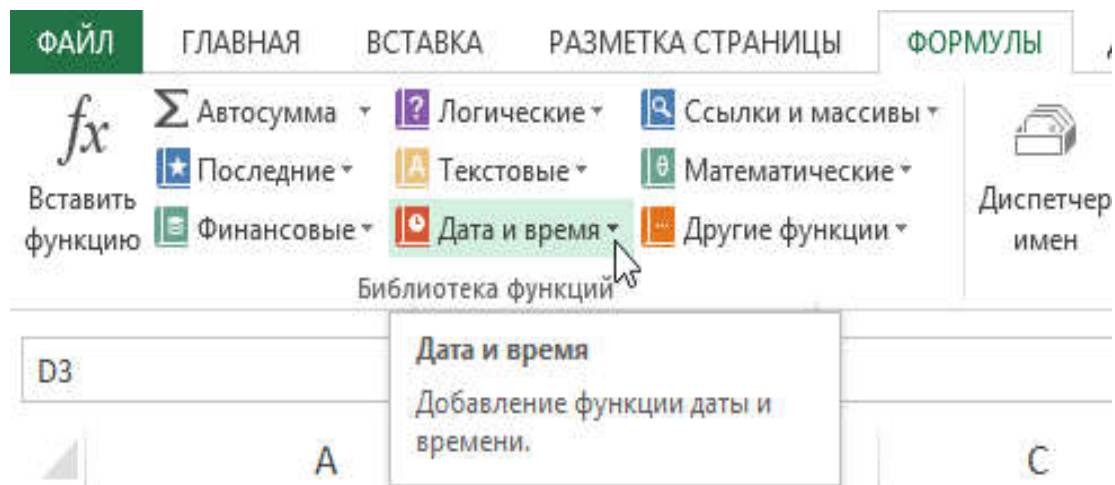 ФАЙЛ ГЛАВНАЯ ВСТАВКА РАЗМЕТКА СТРАНИЦЫ ФОРМУЛЫ
fx Σ Автосумма Логические Ссылки и массивы
Последние Текстовые Математические
Вставить функцию Финансовые Дата и время Другие функции
Диспетчер имен
Библиотека функций
Дата и время
D3
Добавление функции даты и
времени.
A C